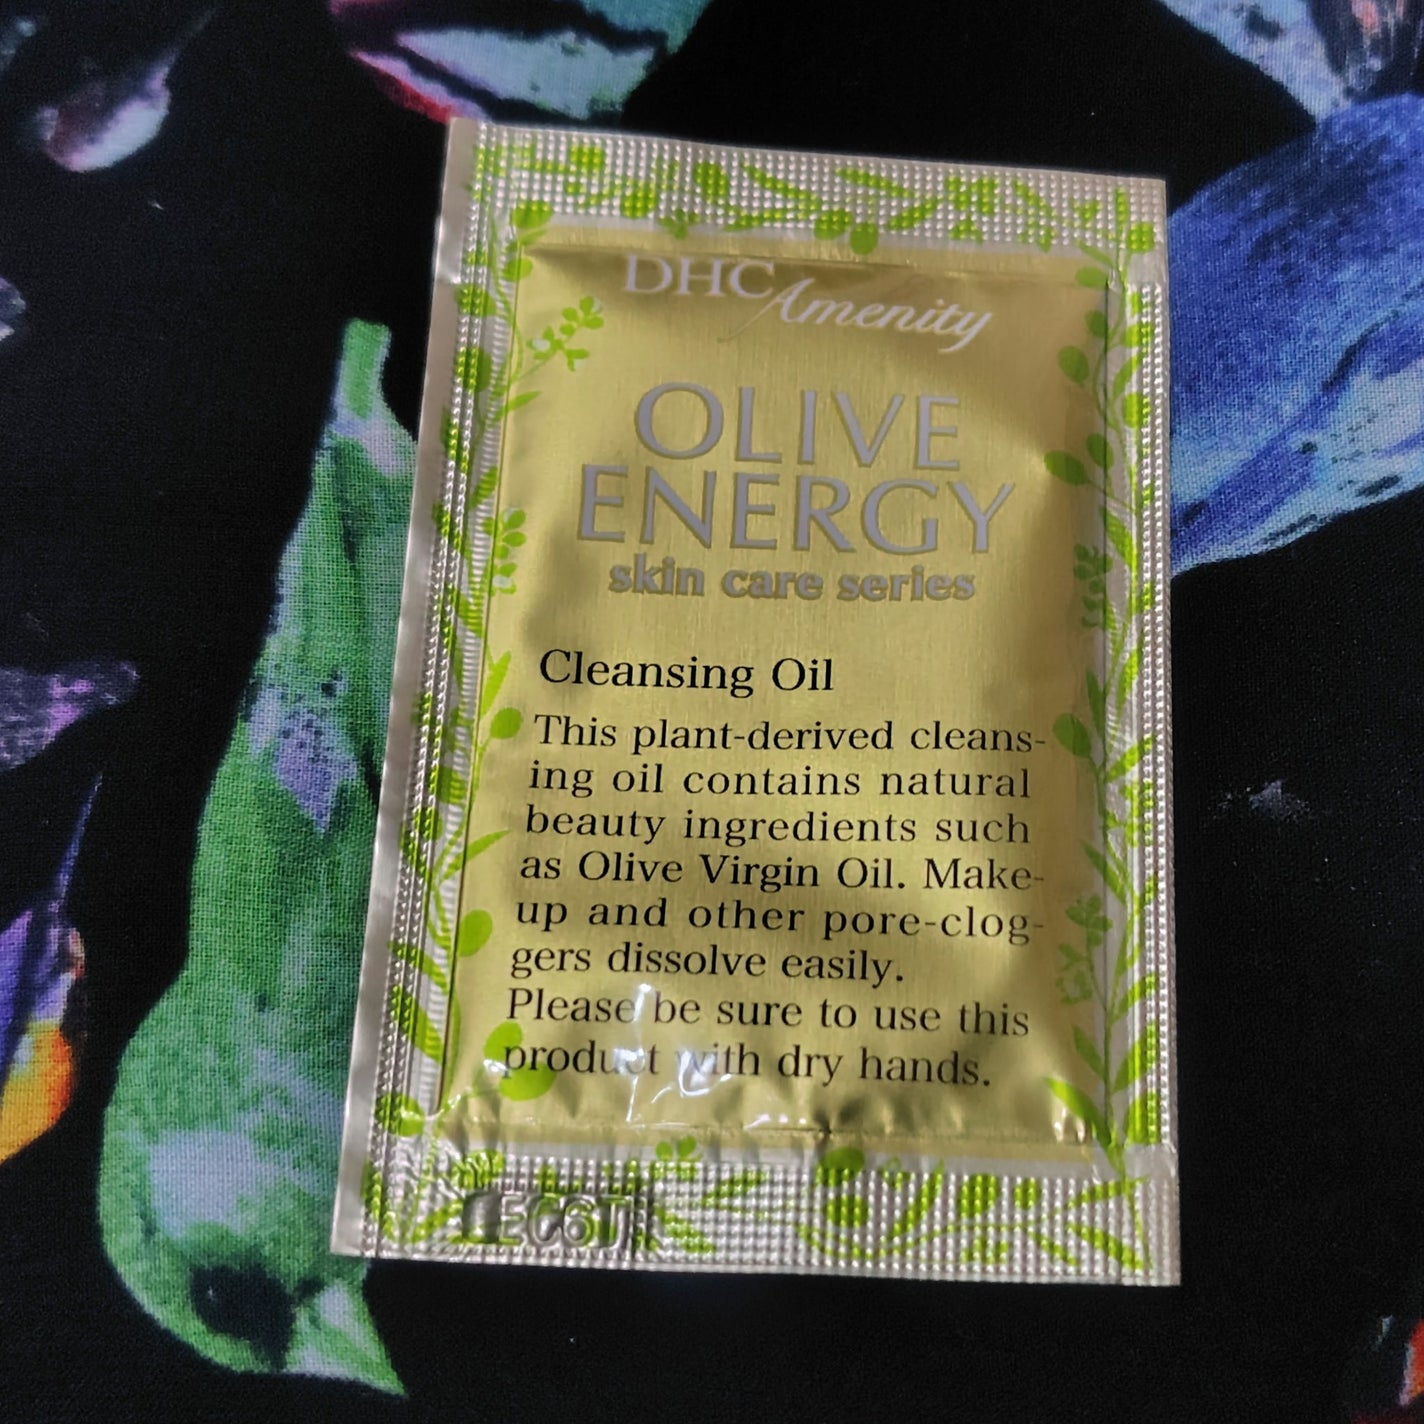 DHC Amenity
OLIVE
ENERGY
skin care series
Cleansing Oil
This plant-derived cleans-
ing oil contains natural
beauty ingredients such
as Olive Virgin Oil. Make-
up and other pore-clog-
gers dissolve easily.
Please be sure to use this
product with dry hands.